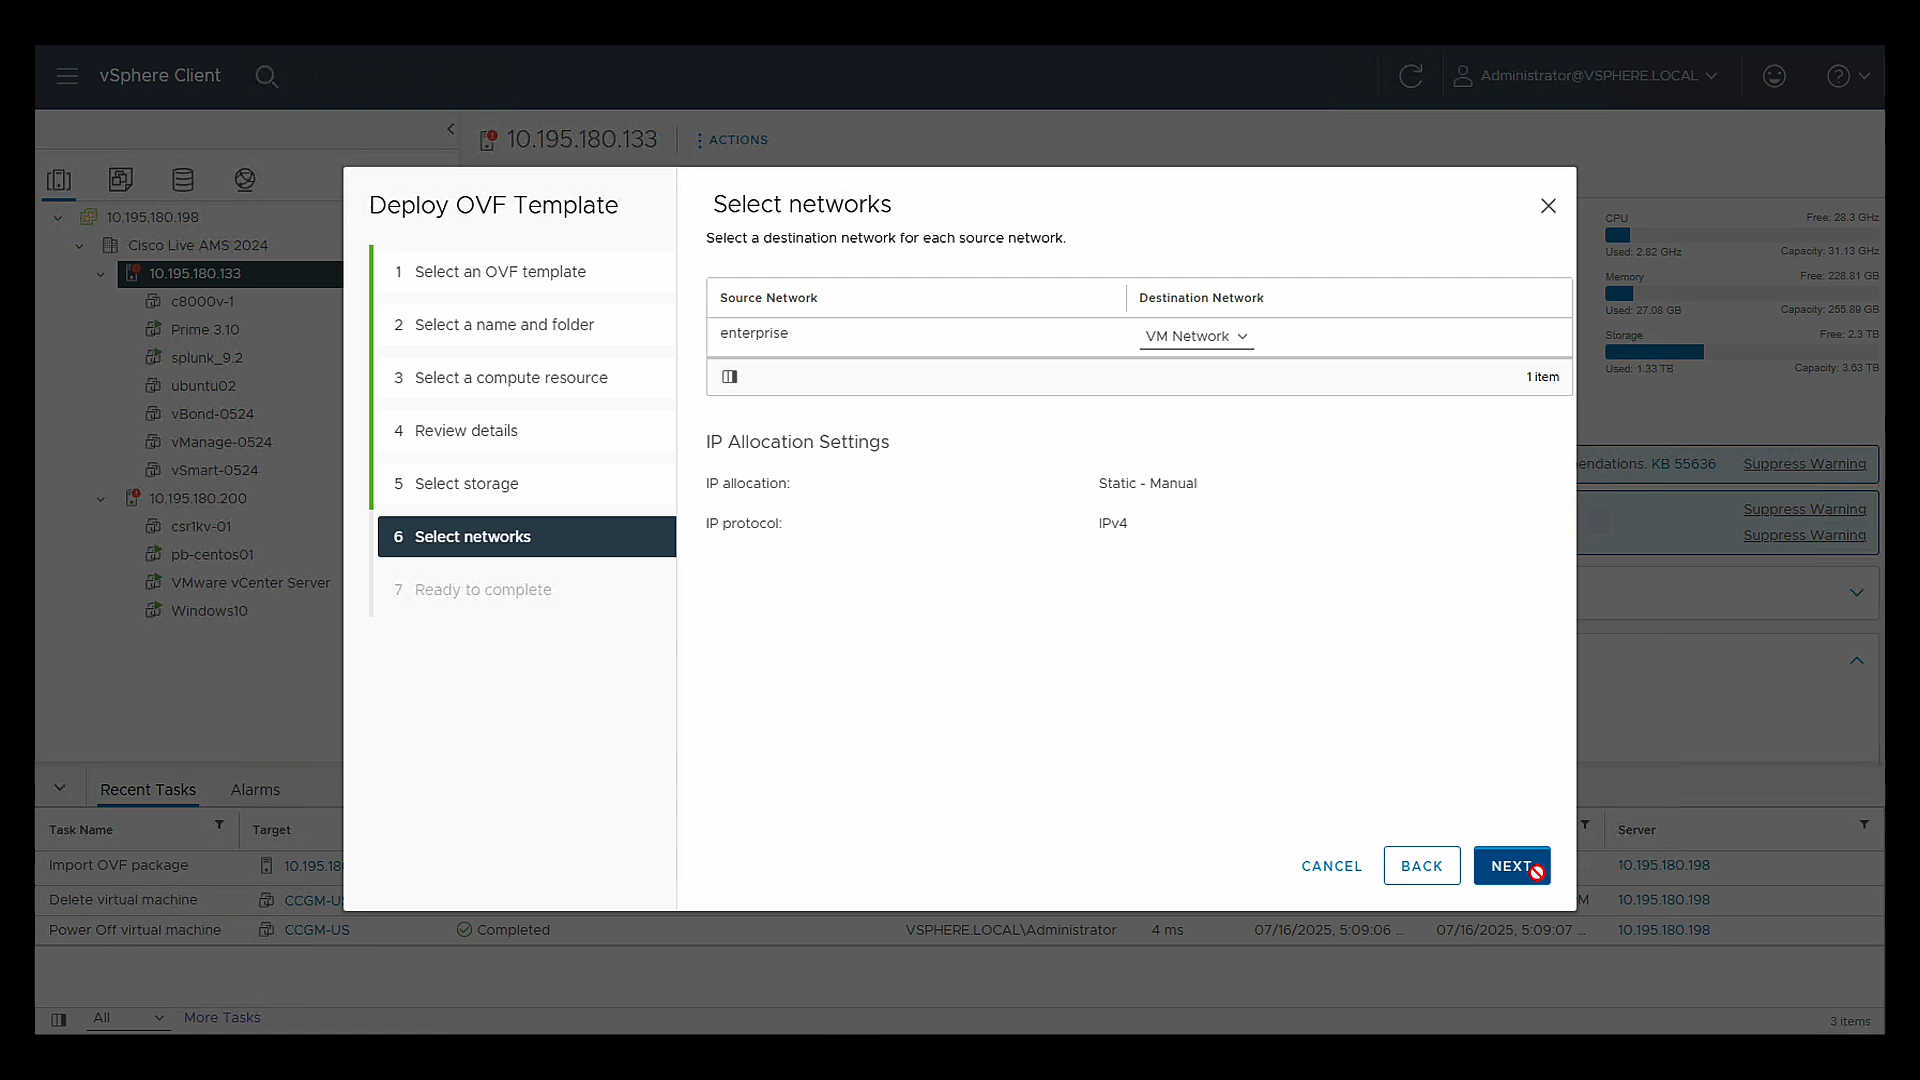 vSphere Client
Administrator@VSPHERE.LOCAL
10.195.180.133
ACTIONS
10.195.180.198
Cisco Live AMS 2024
10.195.180.133
c8000v-1
Prime 3.10
splunk_9.2
ubuntu02
vBond-0524
vManage-0524
vSmart-0524
10.195.180.200
csr1kv-01
pb-centos01
VMware vCenter Server
Windows10
Deploy OVF Template
1 Select an OVF template
2 Select a name and folder
3 Select a compute resource
4 Review details
5 Select storage
6 Select networks
7 Ready to complete
Select networks
Select a destination network for each source network.
Source Network Destination Network
enterprise VM Network
1 item
IP Allocation Settings
IP allocation: Static - Manual
IP protocol: IPv4
CANCEL BACK NEXT
CPU Free: 28.3 GHz
Used: 2.82 GHz Capacity: 31.13 GHz
Memory Free: 228.81 GB
Used: 27.08 GB Capacity: 255.89 GB
Storage Free: 2.3 TB
Used: 1.33 TB Capacity: 3.63 TB
endations. KB 55636 Suppress Warning
Suppress Warning
Suppress Warning
Recent Tasks Alarms
Task Name Target Server
Import OVF package 10.195.18 10.195.180.198
Delete virtual machine CCGM-U M 10.195.180.198
Power Off virtual machine CCGM-US Completed VSPHERE.LOCAL\Administrator 4 ms 07/16/2025, 5:09:06 ... 07/16/2025, 5:09:07 ... 10.195.180.198
All More Tasks 3 items